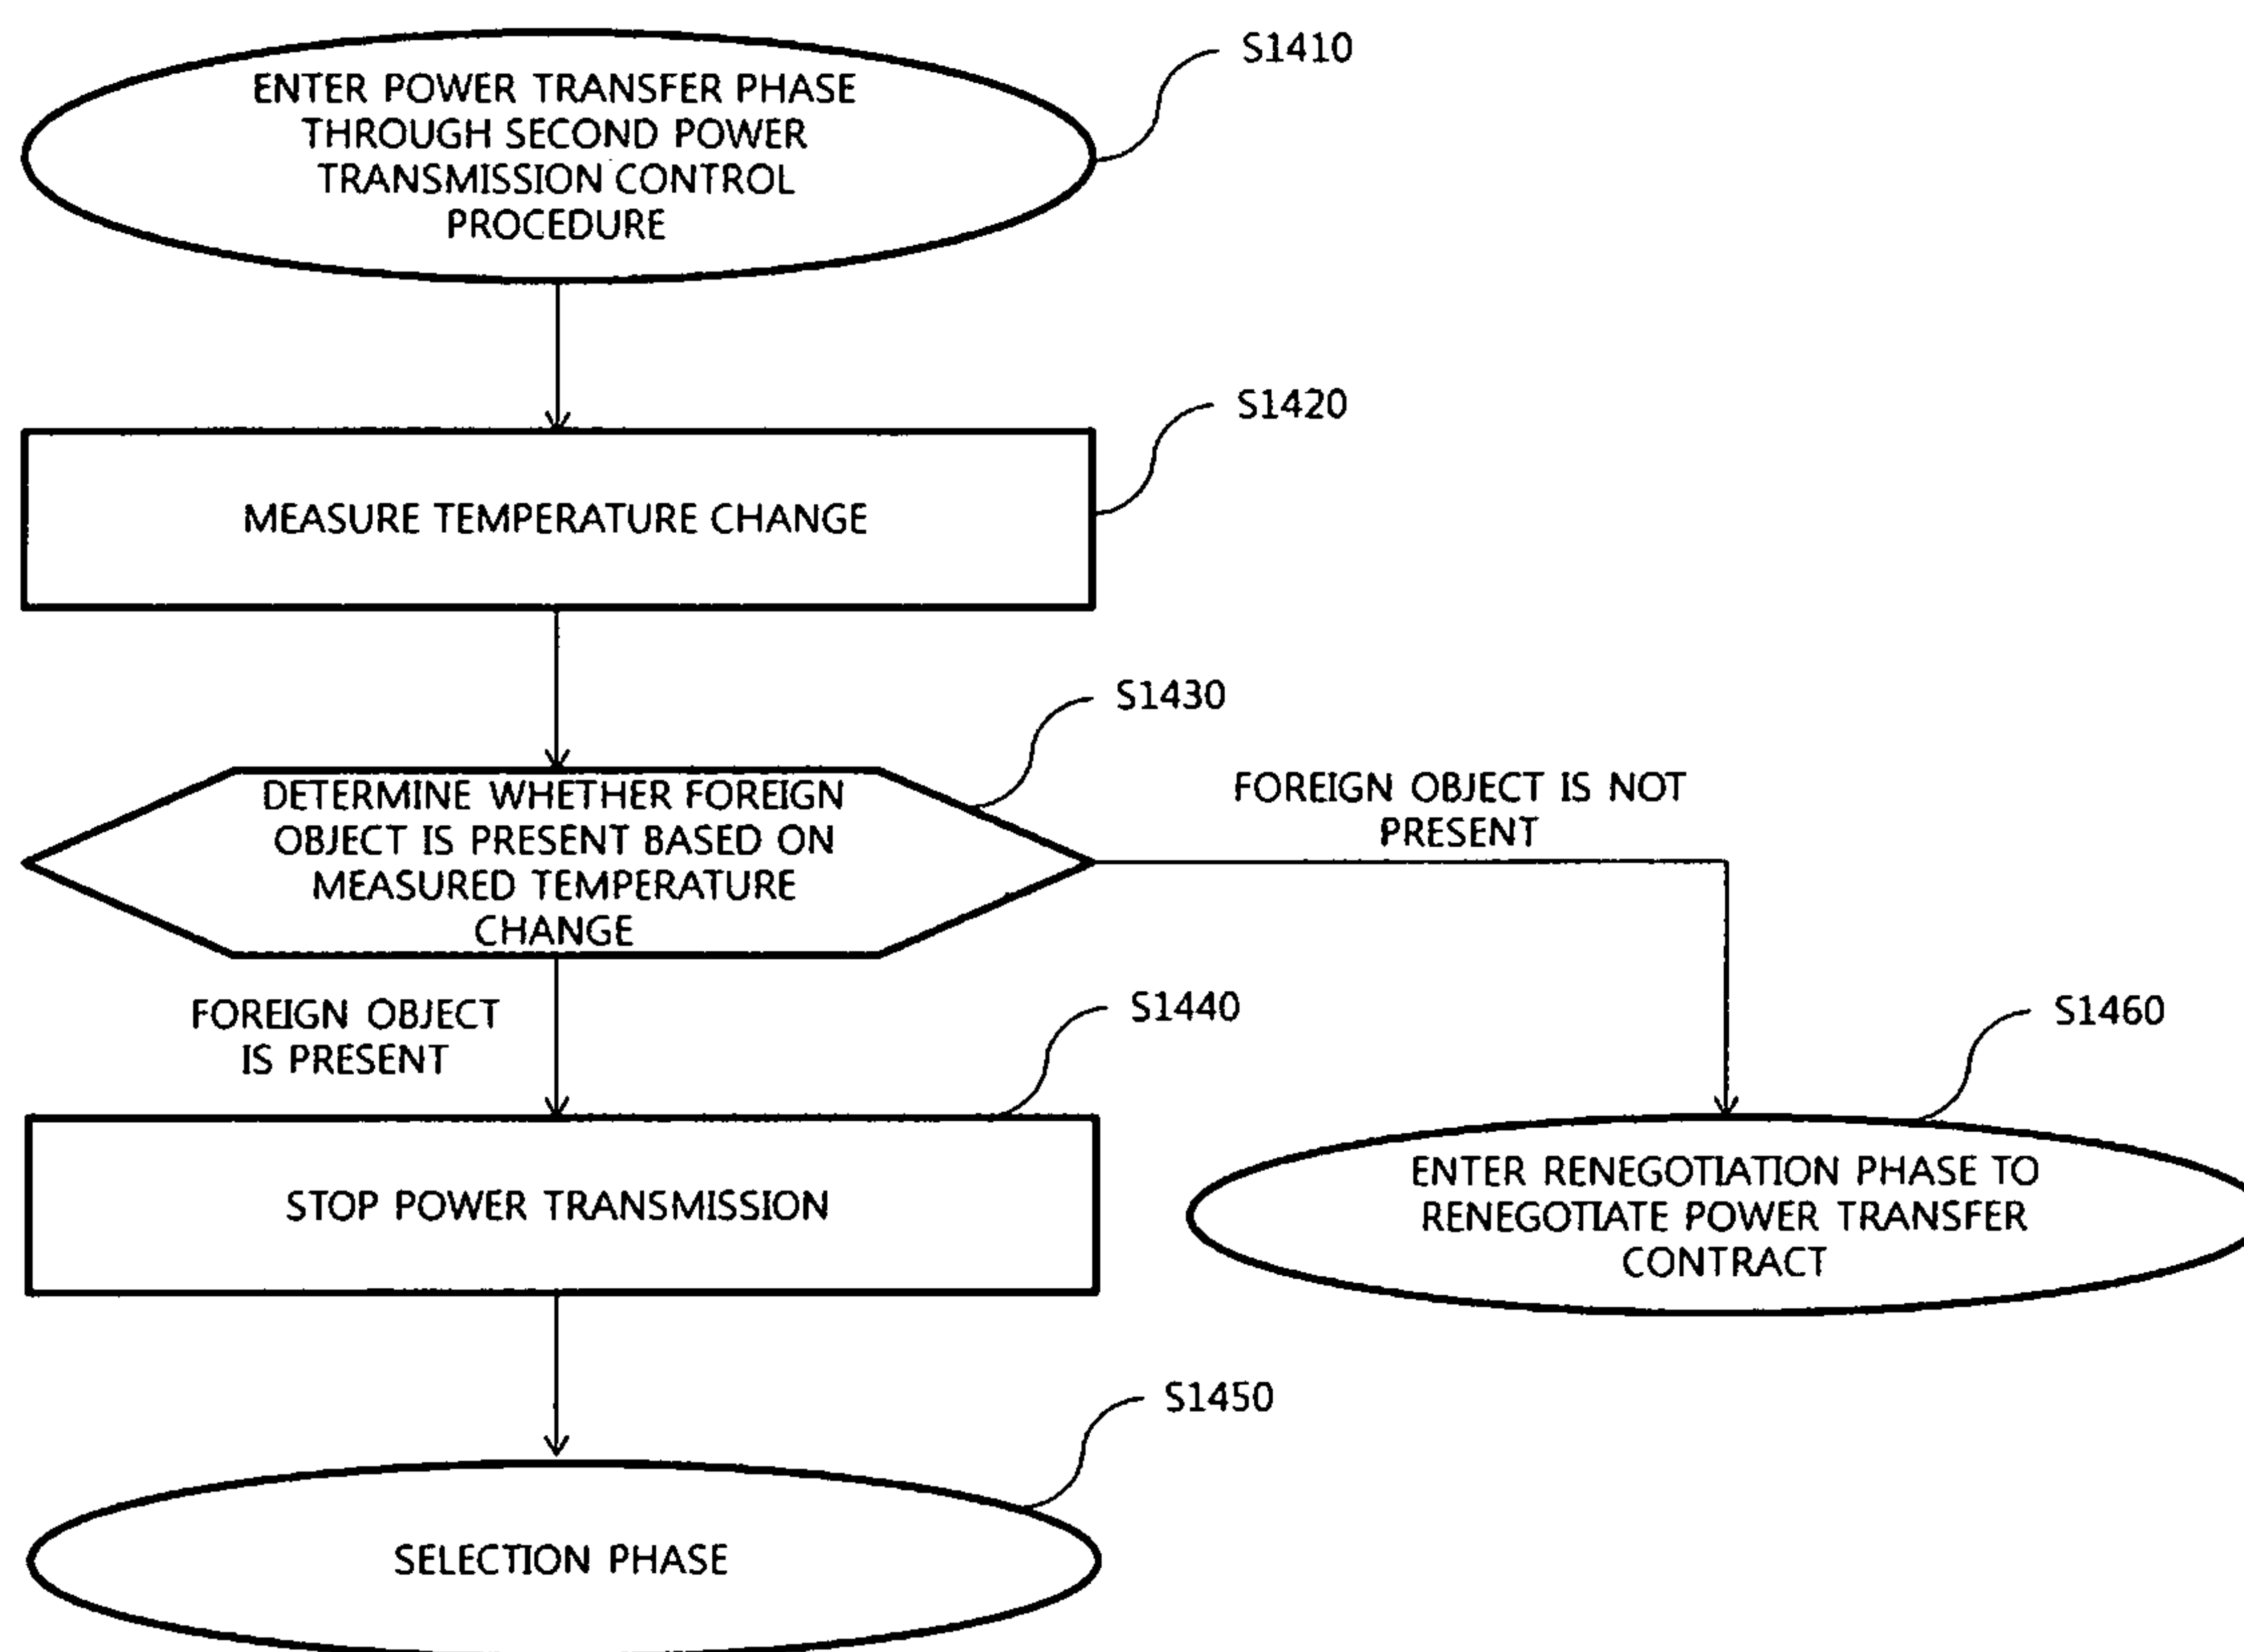 S1410
ENTER POWER TRANSFER PHASE
THROUGH SECOND POWER
TRANSMISSION CONTROL
PROCEDURE
S1420
MEASURE TEMPERATURE CHANGE
S1430
DETERMINE WHETHER FOREIGN
OBJECT IS PRESENT BASED ON
MEASURED TEMPERATURE
CHANGE
FOREIGN OBJECT IS NOT
PRESENT
FOREIGN OBJECT
IS PRESENT
S1440
STOP POWER TRANSMISSION
S1460
ENTER RENEGOTIATION PHASE TO
RENEGOTIATE POWER TRANSFER
CONTRACT
S1450
SELECTION PHASE